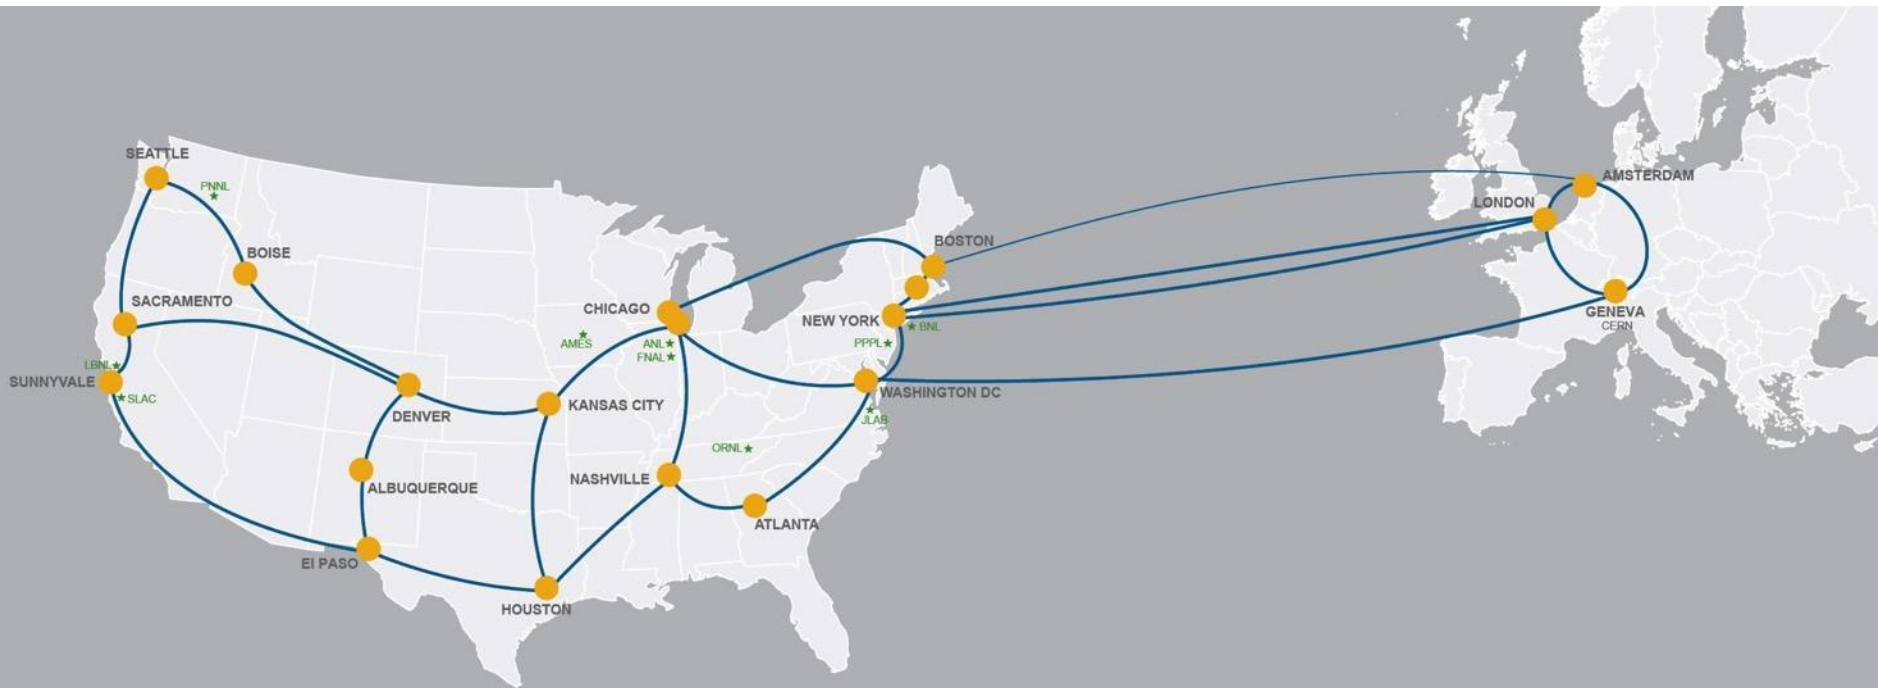 SEATTLE
PNNL
BOISE
SACRAMENTO
LBNL
SUNNYVALE
SLAC
DENVER
ALBUQUERQUE
EI PASO
HOUSTON
KANSAS CITY
AMES
CHICAGO
ANL
FNAL
NASHVILLE
ORNL
ATLANTA
BOSTON
NEW YORK
BNL
PPPL
WASHINGTON DC
JLAB
AMSTERDAM
LONDON
GENEVA
CERN